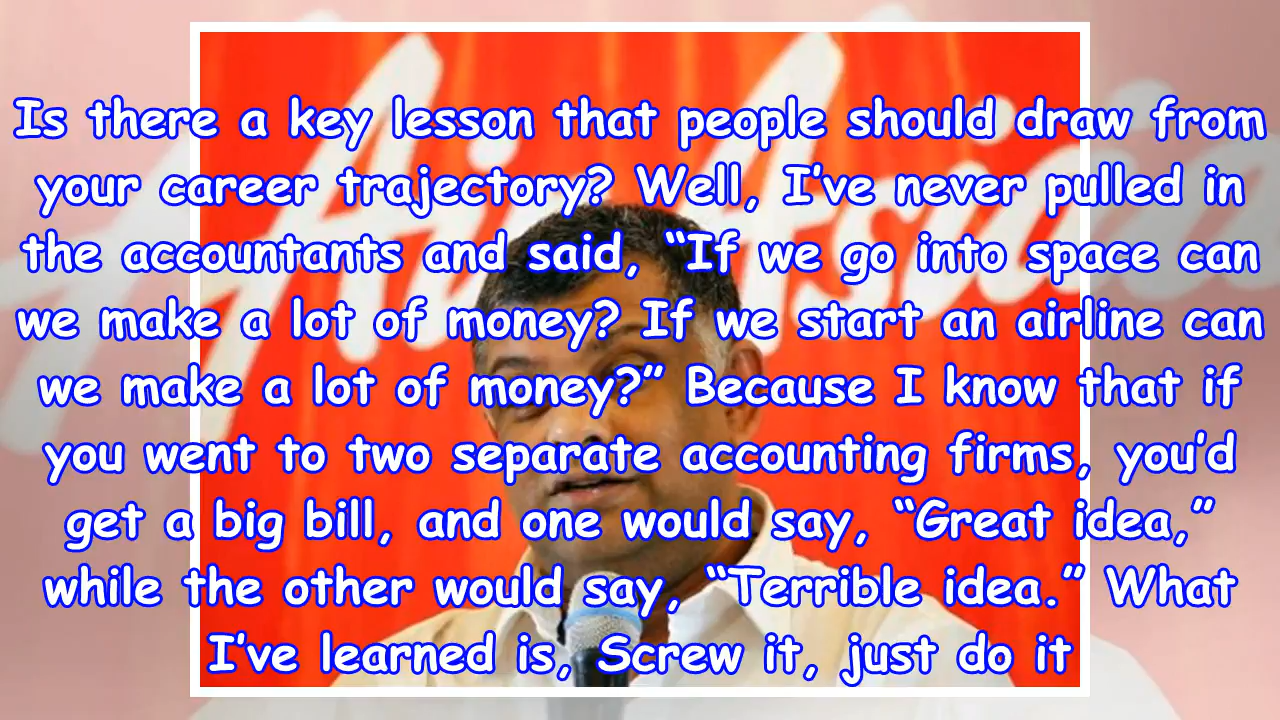 Is there a key lesson that people should draw from
your career trajectory? Well, I’ve never pulled in
the accountants and said, “If we go into space can
we make a lot of money? If we start an airline can
we make a lot of money?” Because I know that if
you went to two separate accounting firms, you’d
get a big bill, and one would say, “Great idea,”
while the other would say, “Terrible idea.” What
I’ve learned is, Screw it, just do it
AirAsia